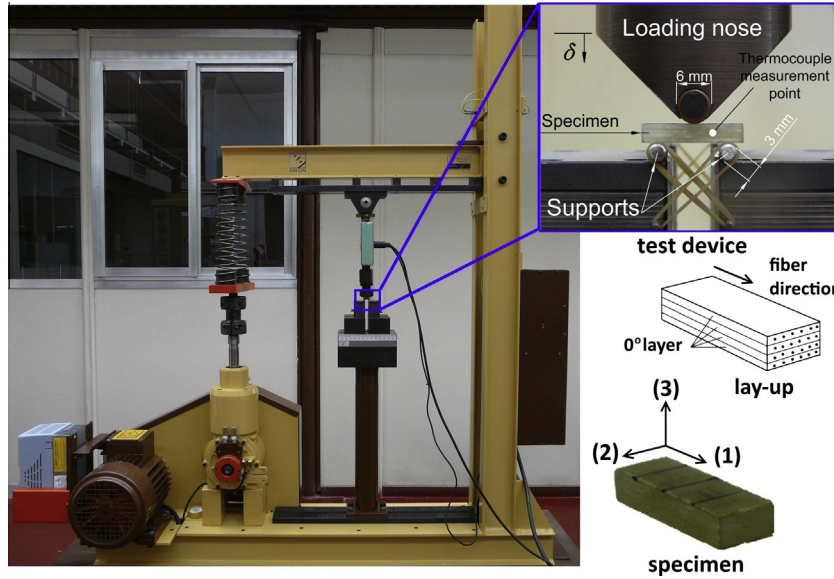 Loading nose
δ
6 mm
Thermocouple
measurement
point
Specimen
3 mm
Supports
test device
fiber
direction
0° layer
lay-up
(3)
(2)
(1)
specimen